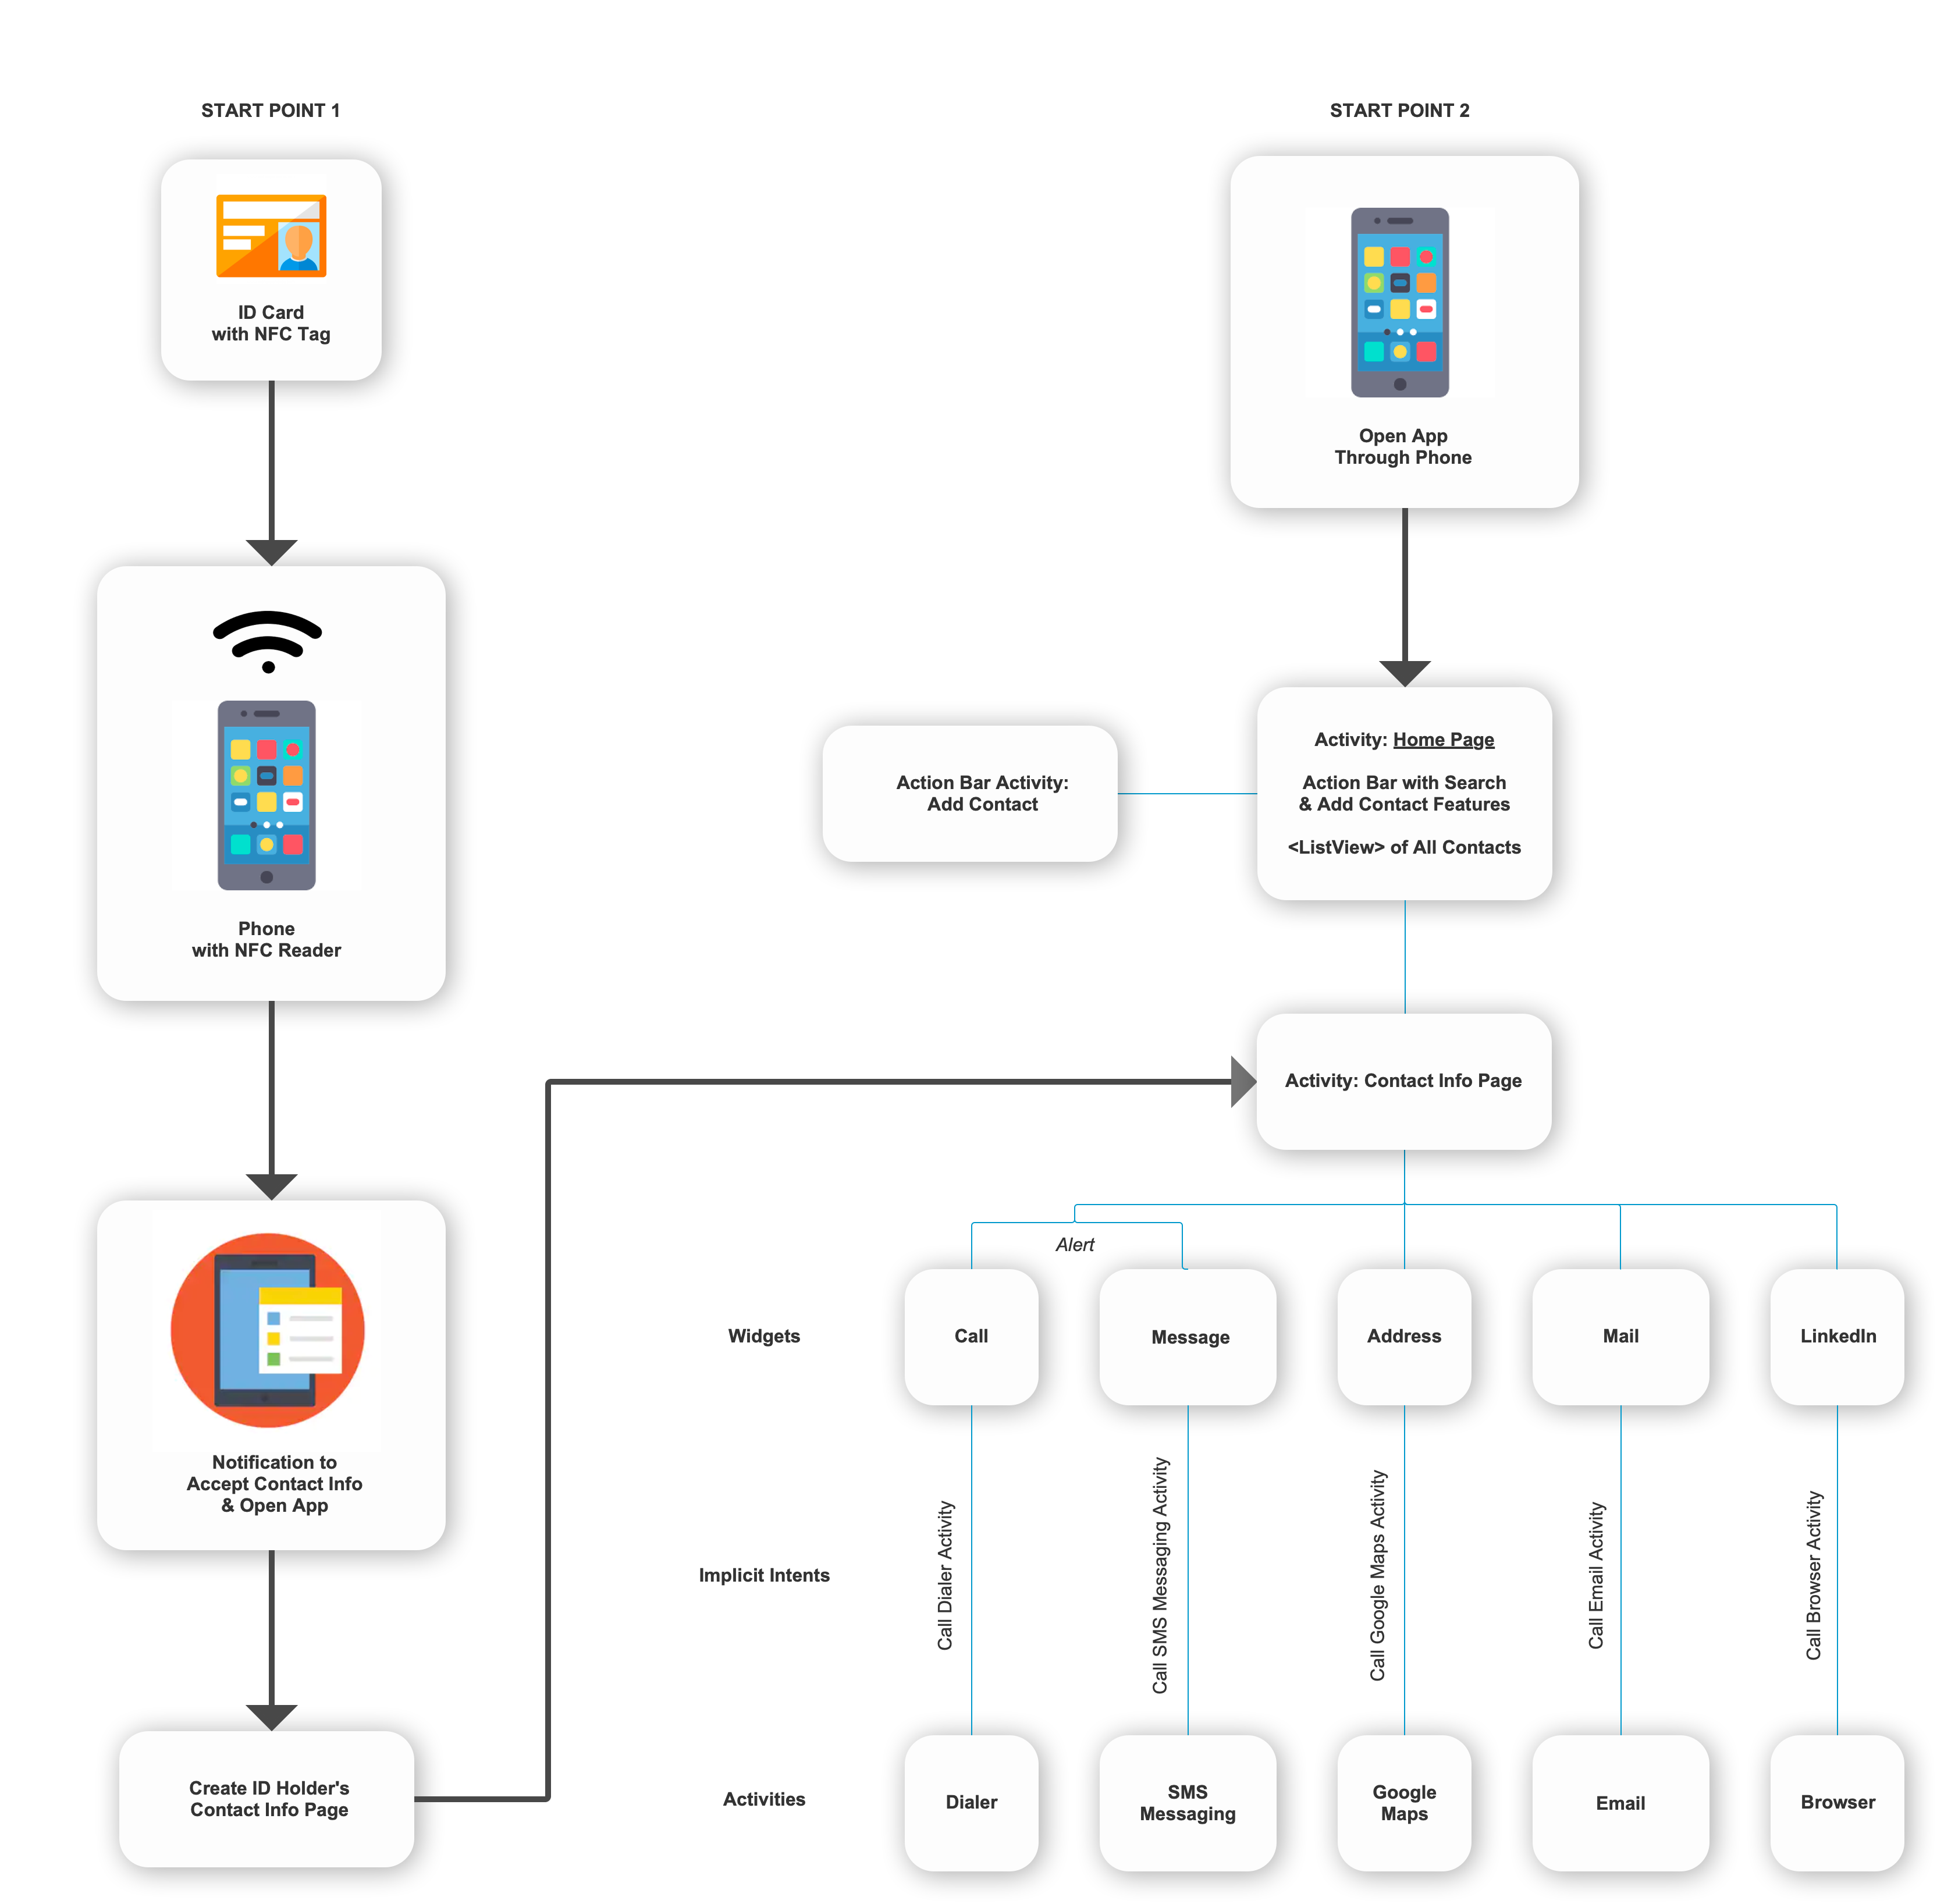 START POINT 1
ID Card
with NFC Tag
Phone
with NFC Reader
Notification to
Accept Contact Info
& Open App
Create ID Holder's
Contact Info Page
START POINT 2
Open App
Through Phone
Action Bar Activity:
Add Contact
Activity: Home Page
Action Bar with Search
& Add Contact Features
<ListView> of All Contacts
Activity: Contact Info Page
Alert
Widgets
Call
Message
Address
Mail
LinkedIn
Implicit Intents
Call Dialer Activity
Call SMS Messaging Activity
Call Google Maps Activity
Call Email Activity
Call Browser Activity
Activities
Dialer
SMS
Messaging
Google
Maps
Email
Browser